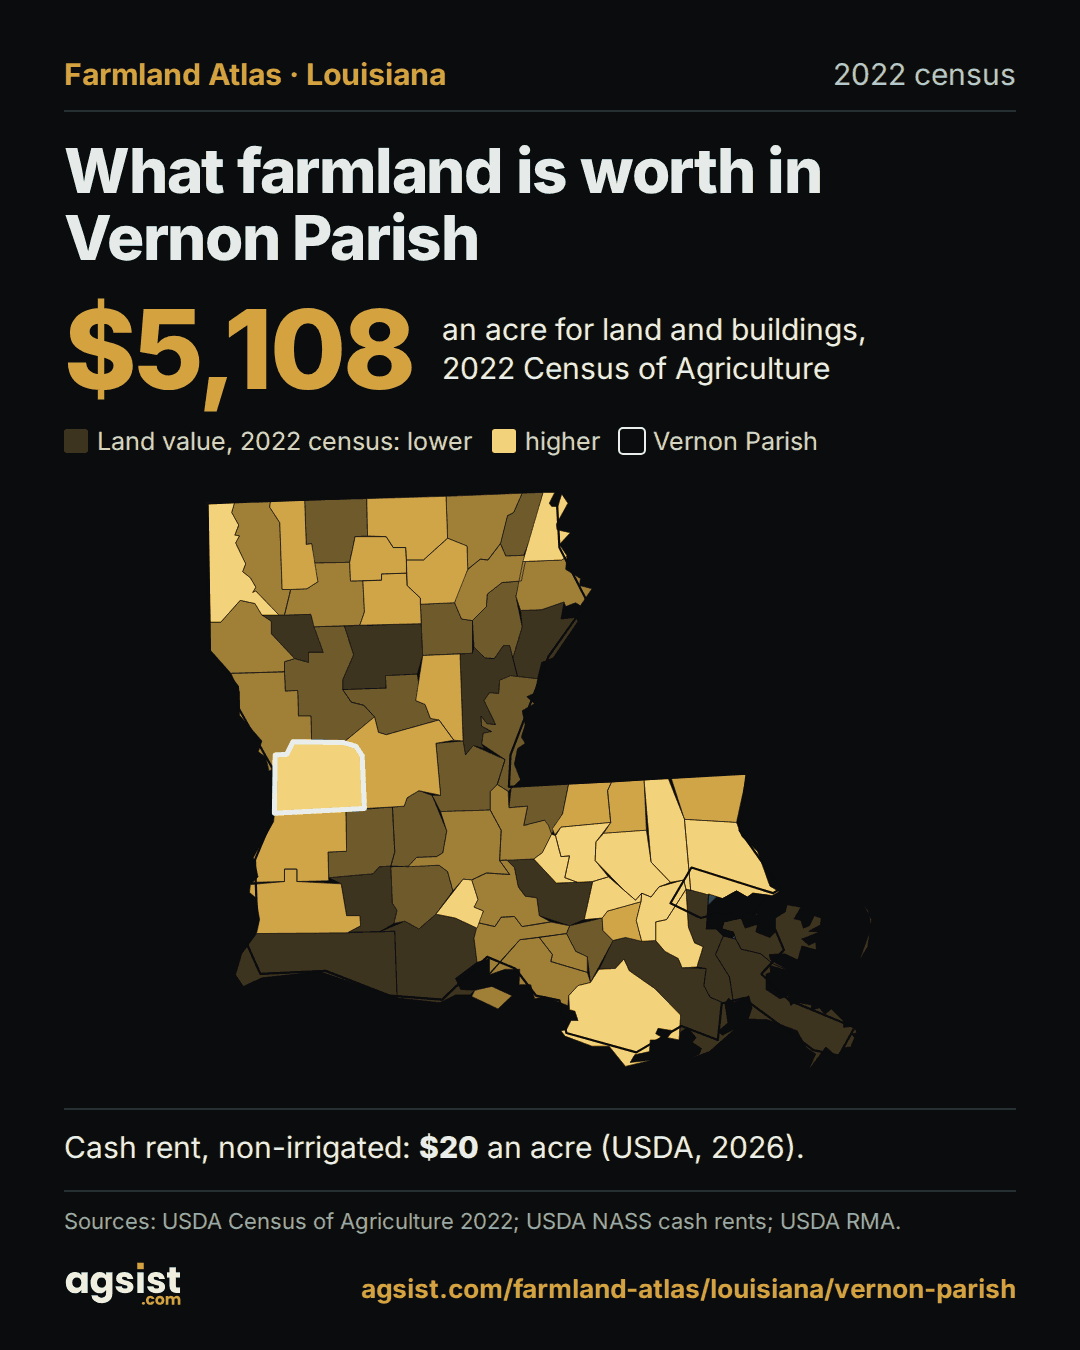 Farmland Atlas · Louisiana
2022 census
What farmland is worth in
Vernon Parish
$5,108
an acre for land and buildings,
2022 Census of Agriculture
Land value, 2022 census: lower higher Vernon Parish
Cash rent, non-irrigated: $20 an acre (USDA, 2026).
Sources: USDA Census of Agriculture 2022; USDA NASS cash rents; USDA RMA.
agsist
.com
agsist.com/farmland-atlas/louisiana/vernon-parish